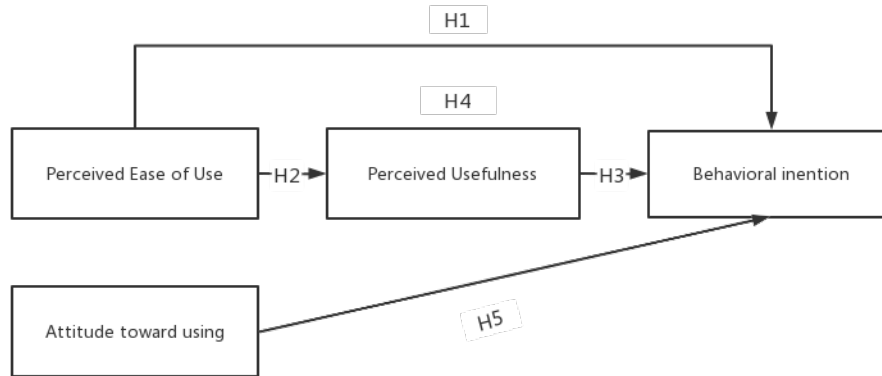 H1
H4
Perceived Ease of Use
H2
Perceived Usefulness
H3
Behavioral inention
Attitude toward using
H5